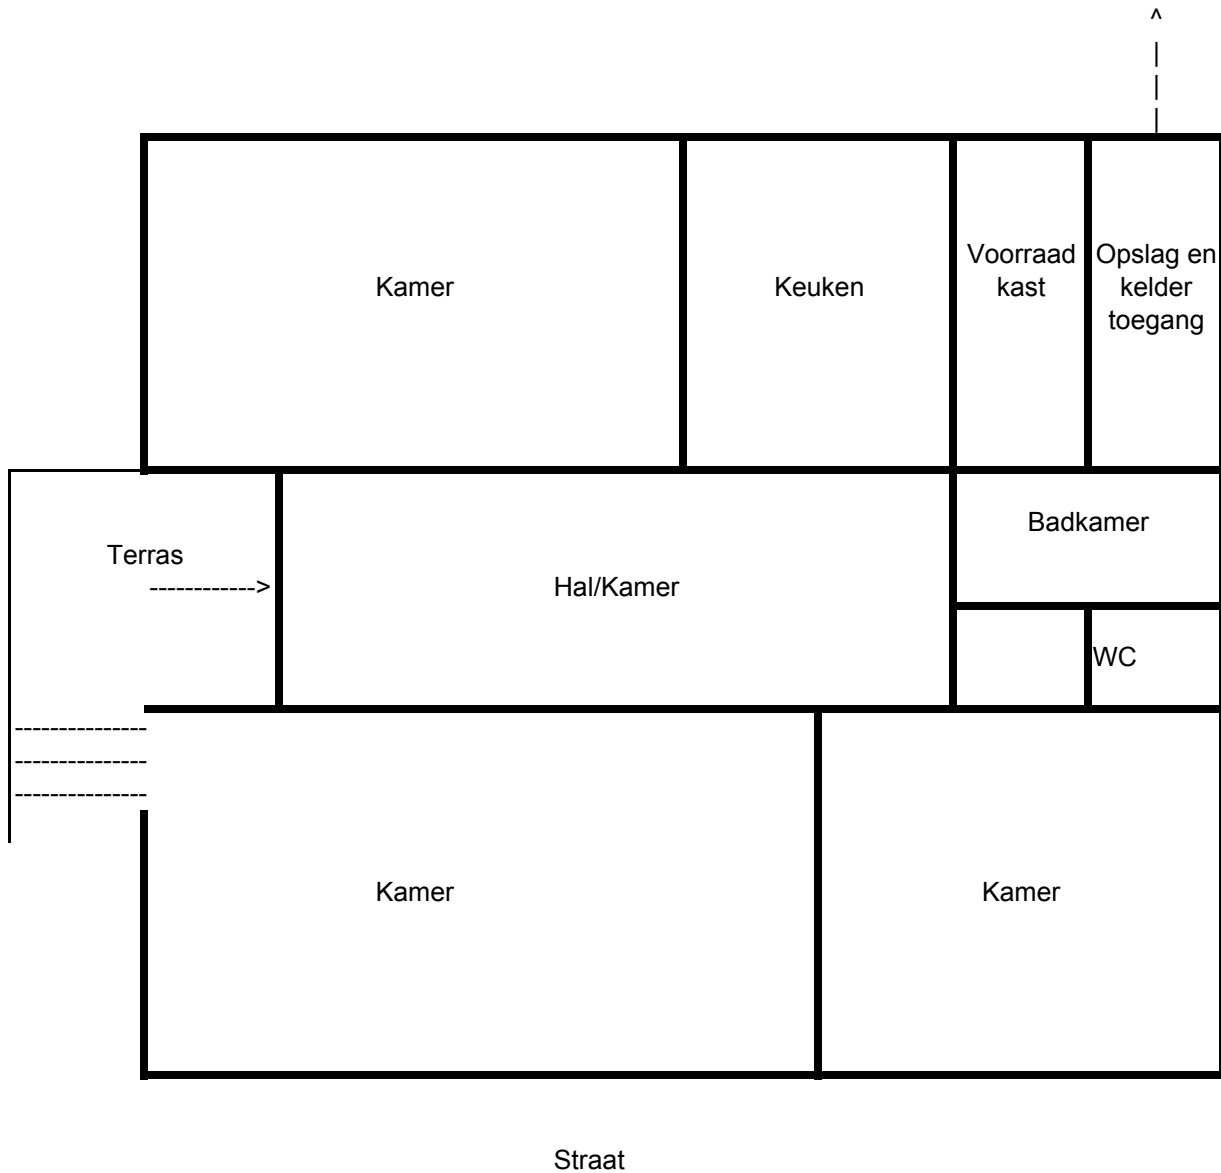 Kamer
Keuken
Voorraad
kast
Opslag en
kelder
toegang
Terras
------------>
Hal/Kamer
Badkamer
WC
Kamer
Kamer
Straat